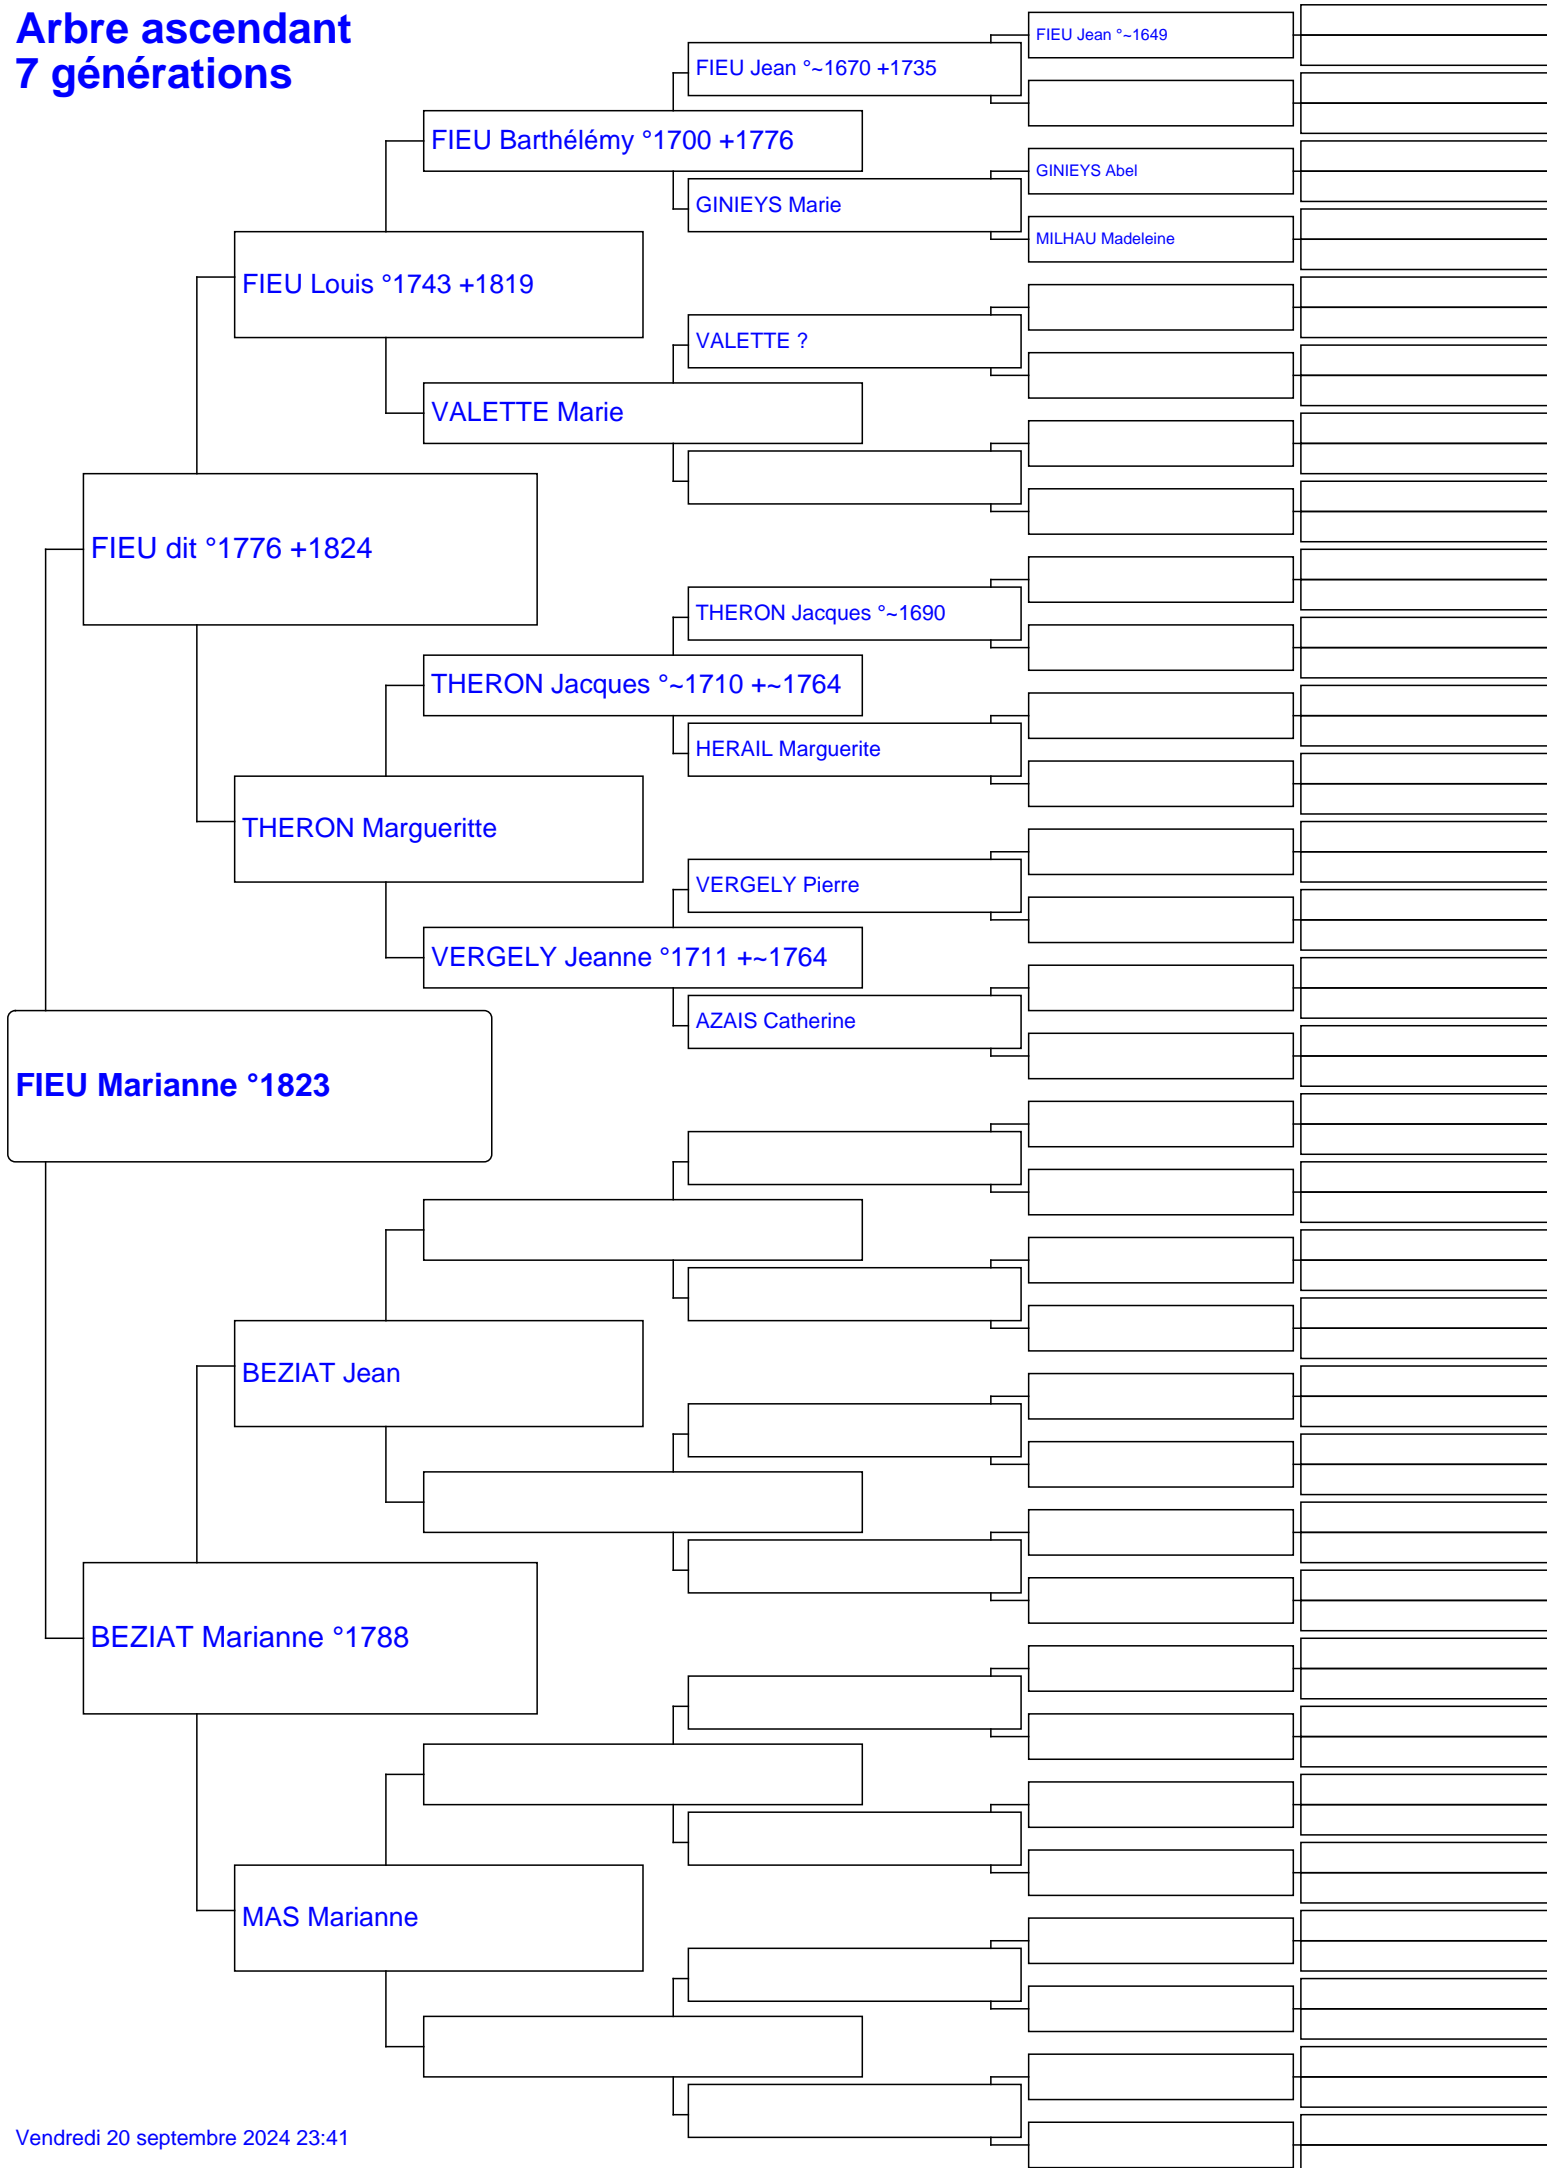 Arbre ascendant
7 générations
FIEU Jean °~1649
FIEU Jean °~1670 +1735
FIEU Barthélémy °1700 +1776
GINIEYS Abel
GINIEYS Marie
MILHAU Madeleine
FIEU Louis °1743 +1819
VALETTE ?
VALETTE Marie
FIEU dit °1776 +1824
THERON Jacques °~1690
THERON Jacques °~1710 +~1764
HERAIL Marguerite
THERON Margueritte
VERGELY Pierre
VERGELY Jeanne °1711 +~1764
AZAIS Catherine
FIEU Marianne °1823
BEZIAT Jean
BEZIAT Marianne °1788
MAS Marianne
Vendredi 20 septembre 2024 23:41